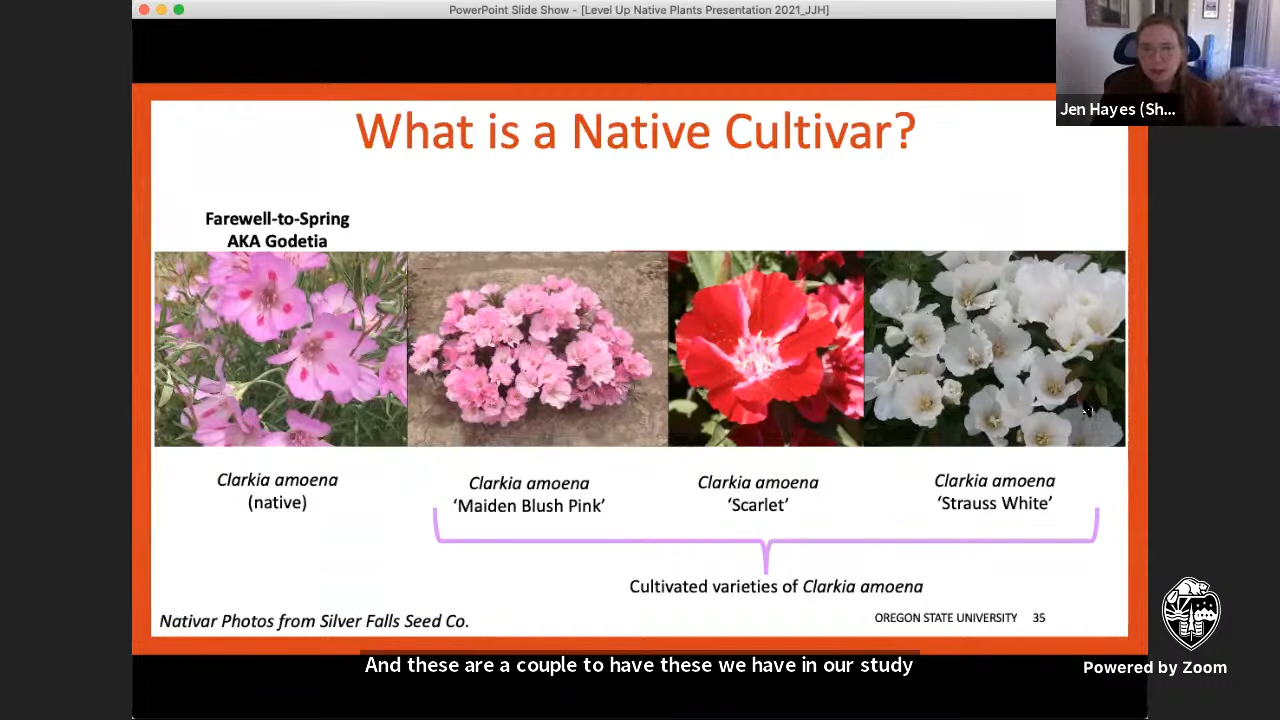 PowerPoint Slide Show - [Level Up Native Plants Presentation 2021_JJH]
Jen Hayes (Sh...
What is a Native Cultivar?
Farewell-to-Spring
AKA Godetia
Clarkia amoena
(native)
Clarkia amoena
‘Maiden Blush Pink’
Clarkia amoena
‘Scarlet’
Clarkia amoena
‘Strauss White’
Cultivated varieties of Clarkia amoena
Nativar Photos from Silver Falls Seed Co.
OREGON STATE UNIVERSITY 35
And these are a couple to have these we have in our study
Powered by Zoom